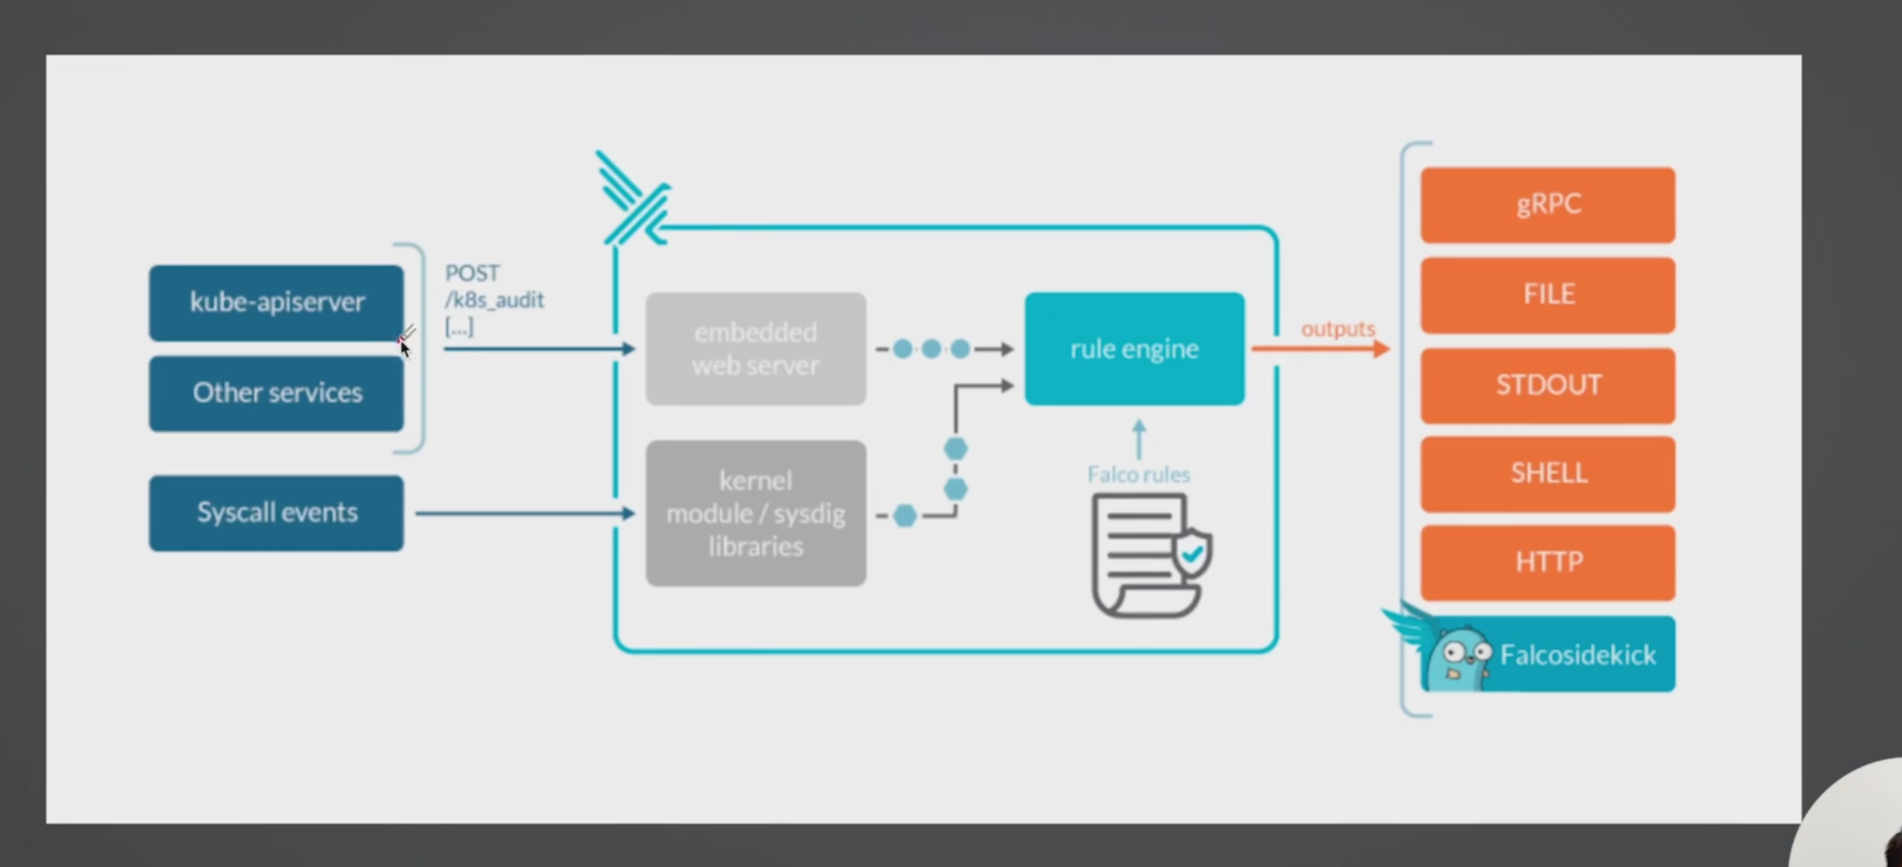 kube-apiserver
Other services
Syscall events
POST
/k8s_audit
[...]
embedded
web server
kernel
module / sysdig
libraries
rule engine
Falco rules
outputs
gRPC
FILE
STDOUT
SHELL
HTTP
Falcosidekick